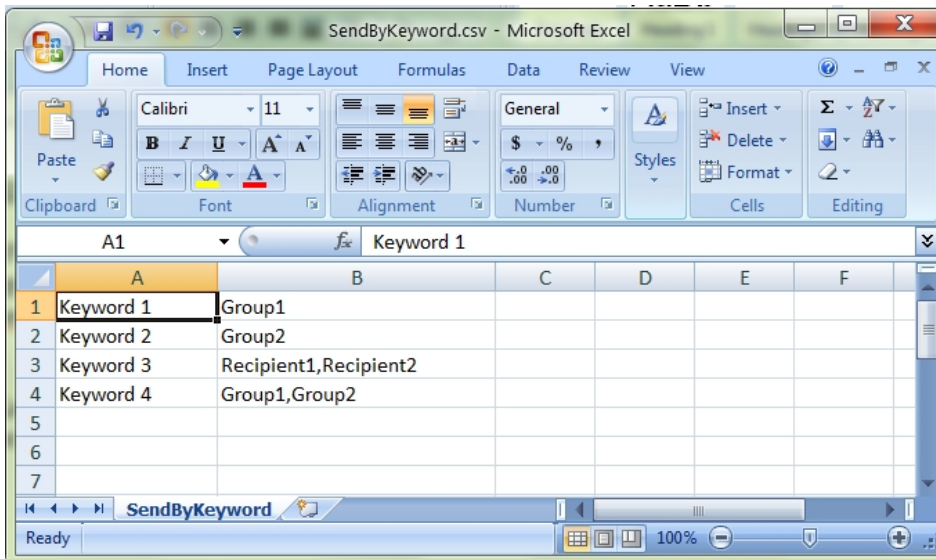 SendByKeyword.csv - Microsoft Excel
Home Insert Page Layout Formulas Data Review View
Calibri 11 General Σ Insert
Paste B I U A A $ % , Styles Delete
.0 .00 .00 .0 Format
Clipboard Font Alignment Number Cells Editing
A1 fx Keyword 1
A B C D E F
1 Keyword 1 Group1
2 Keyword 2 Group2
3 Keyword 3 Recipient1,Recipient2
4 Keyword 4 Group1,Group2
5
6
7
SendByKeyword
Ready 100%